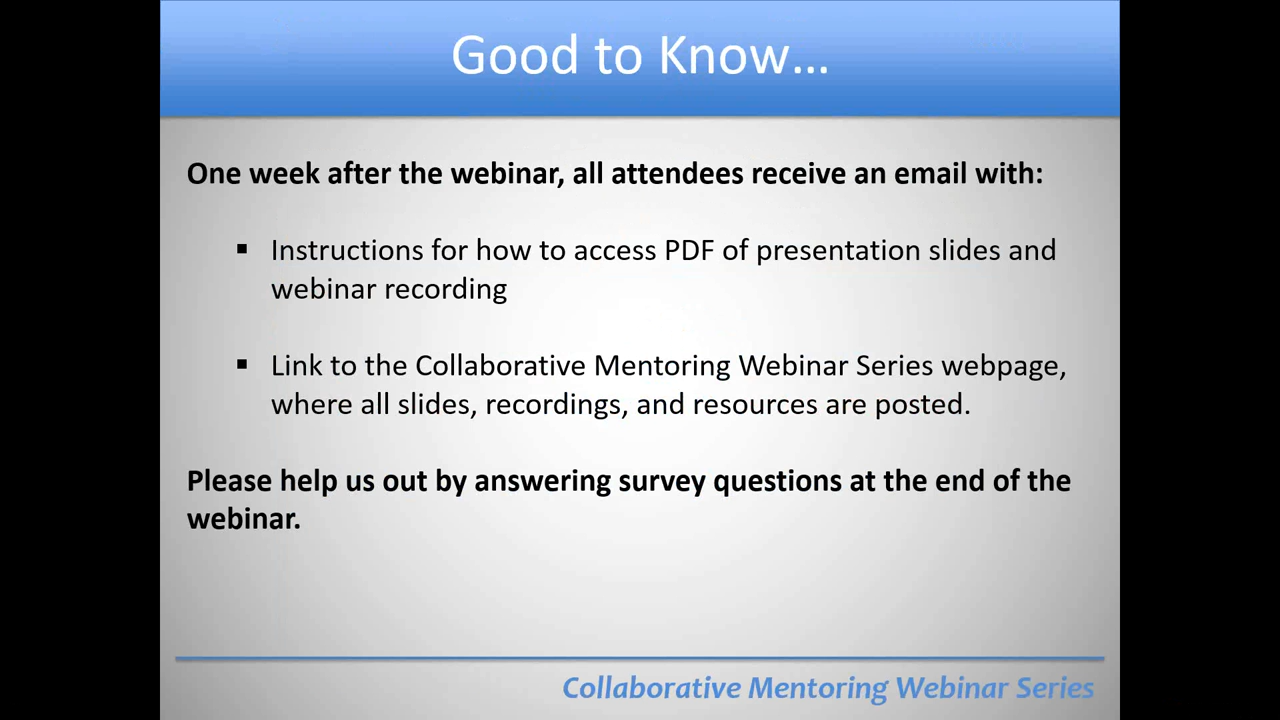 Good to Know…
One week after the webinar, all attendees receive an email with:
▪ Instructions for how to access PDF of presentation slides and
webinar recording
▪ Link to the Collaborative Mentoring Webinar Series webpage,
where all slides, recordings, and resources are posted.
Please help us out by answering survey questions at the end of the
webinar.
Collaborative Mentoring Webinar Series